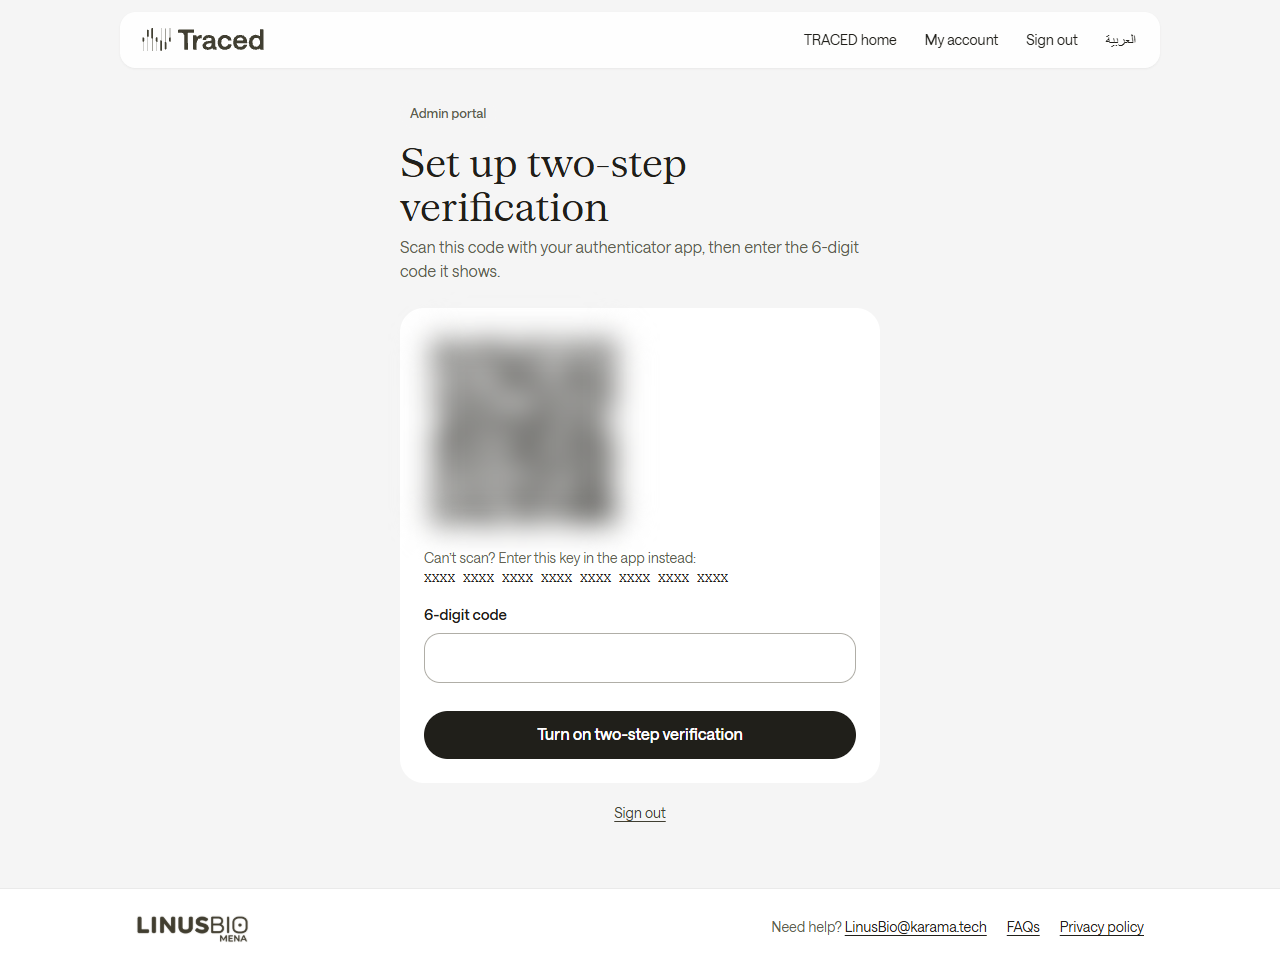 Traced
TRACED home
My account
Sign out
العربية
Admin portal
Set up two-step
verification
Scan this code with your authenticator app, then enter the 6-digit
code it shows.
Can't scan? Enter this key in the app instead:
xxxx xxxx xxxx xxxx xxxx xxxx xxxx xxxx
6-digit code
Turn on two-step verification
Sign out
LINUSBIO
MENA
Need help? LinusBio@karama.tech
FAQs
Privacy policy